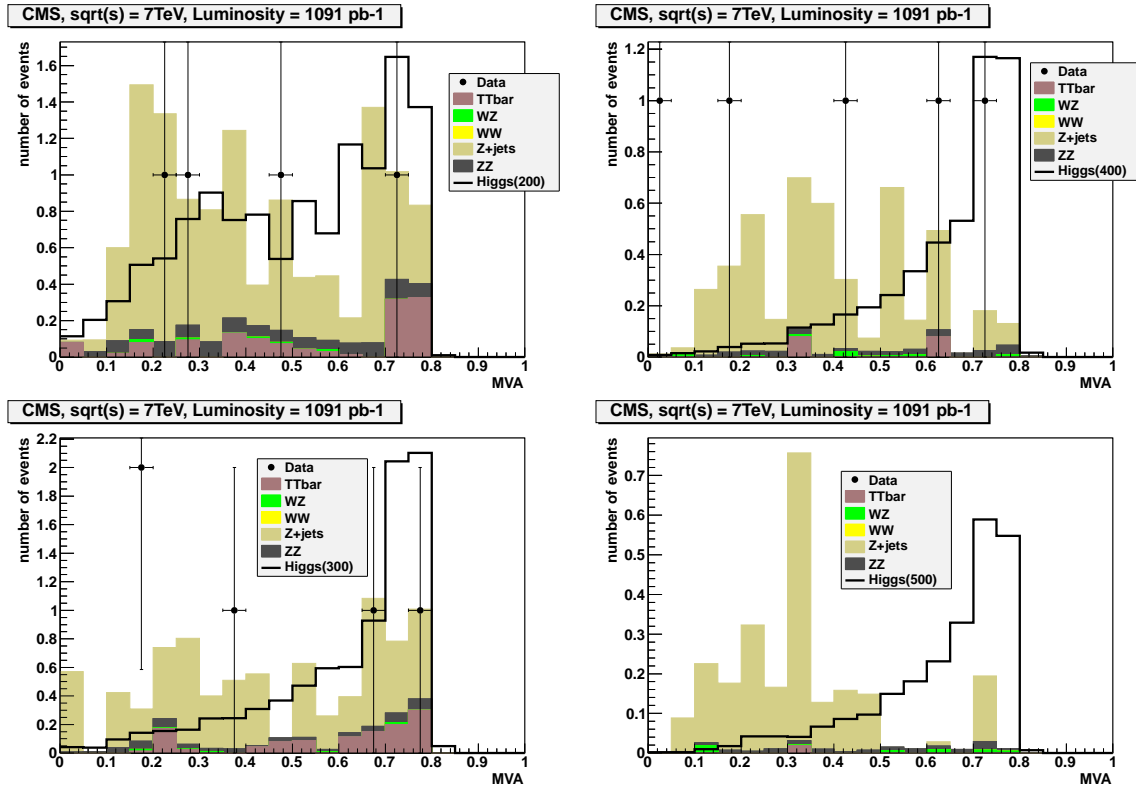 CMS, sqrt(s) = 7TeV, Luminosity = 1091 pb-1
number of events
1.6
1.4
1.2
1
0.8
0.6
0.4
0.2
0
Data
TTbar
WZ
WW
Z+jets
ZZ
Higgs(200)
0 0.1 0.2 0.3 0.4 0.5 0.6 0.7 0.8 0.9 1
MVA
CMS, sqrt(s) = 7TeV, Luminosity = 1091 pb-1
number of events
1.2
1
0.8
0.6
0.4
0.2
0
Data
TTbar
WZ
WW
Z+jets
ZZ
Higgs(400)
0 0.1 0.2 0.3 0.4 0.5 0.6 0.7 0.8 0.9 1
MVA
CMS, sqrt(s) = 7TeV, Luminosity = 1091 pb-1
number of events
2.2
2
1.8
1.6
1.4
1.2
1
0.8
0.6
0.4
0.2
0
Data
TTbar
WZ
WW
Z+jets
ZZ
Higgs(300)
0 0.1 0.2 0.3 0.4 0.5 0.6 0.7 0.8 0.9 1
MVA
CMS, sqrt(s) = 7TeV, Luminosity = 1091 pb-1
number of events
0.7
0.6
0.5
0.4
0.3
0.2
0.1
0
Data
TTbar
WZ
WW
Z+jets
ZZ
Higgs(500)
0 0.1 0.2 0.3 0.4 0.5 0.6 0.7 0.8 0.9 1
MVA